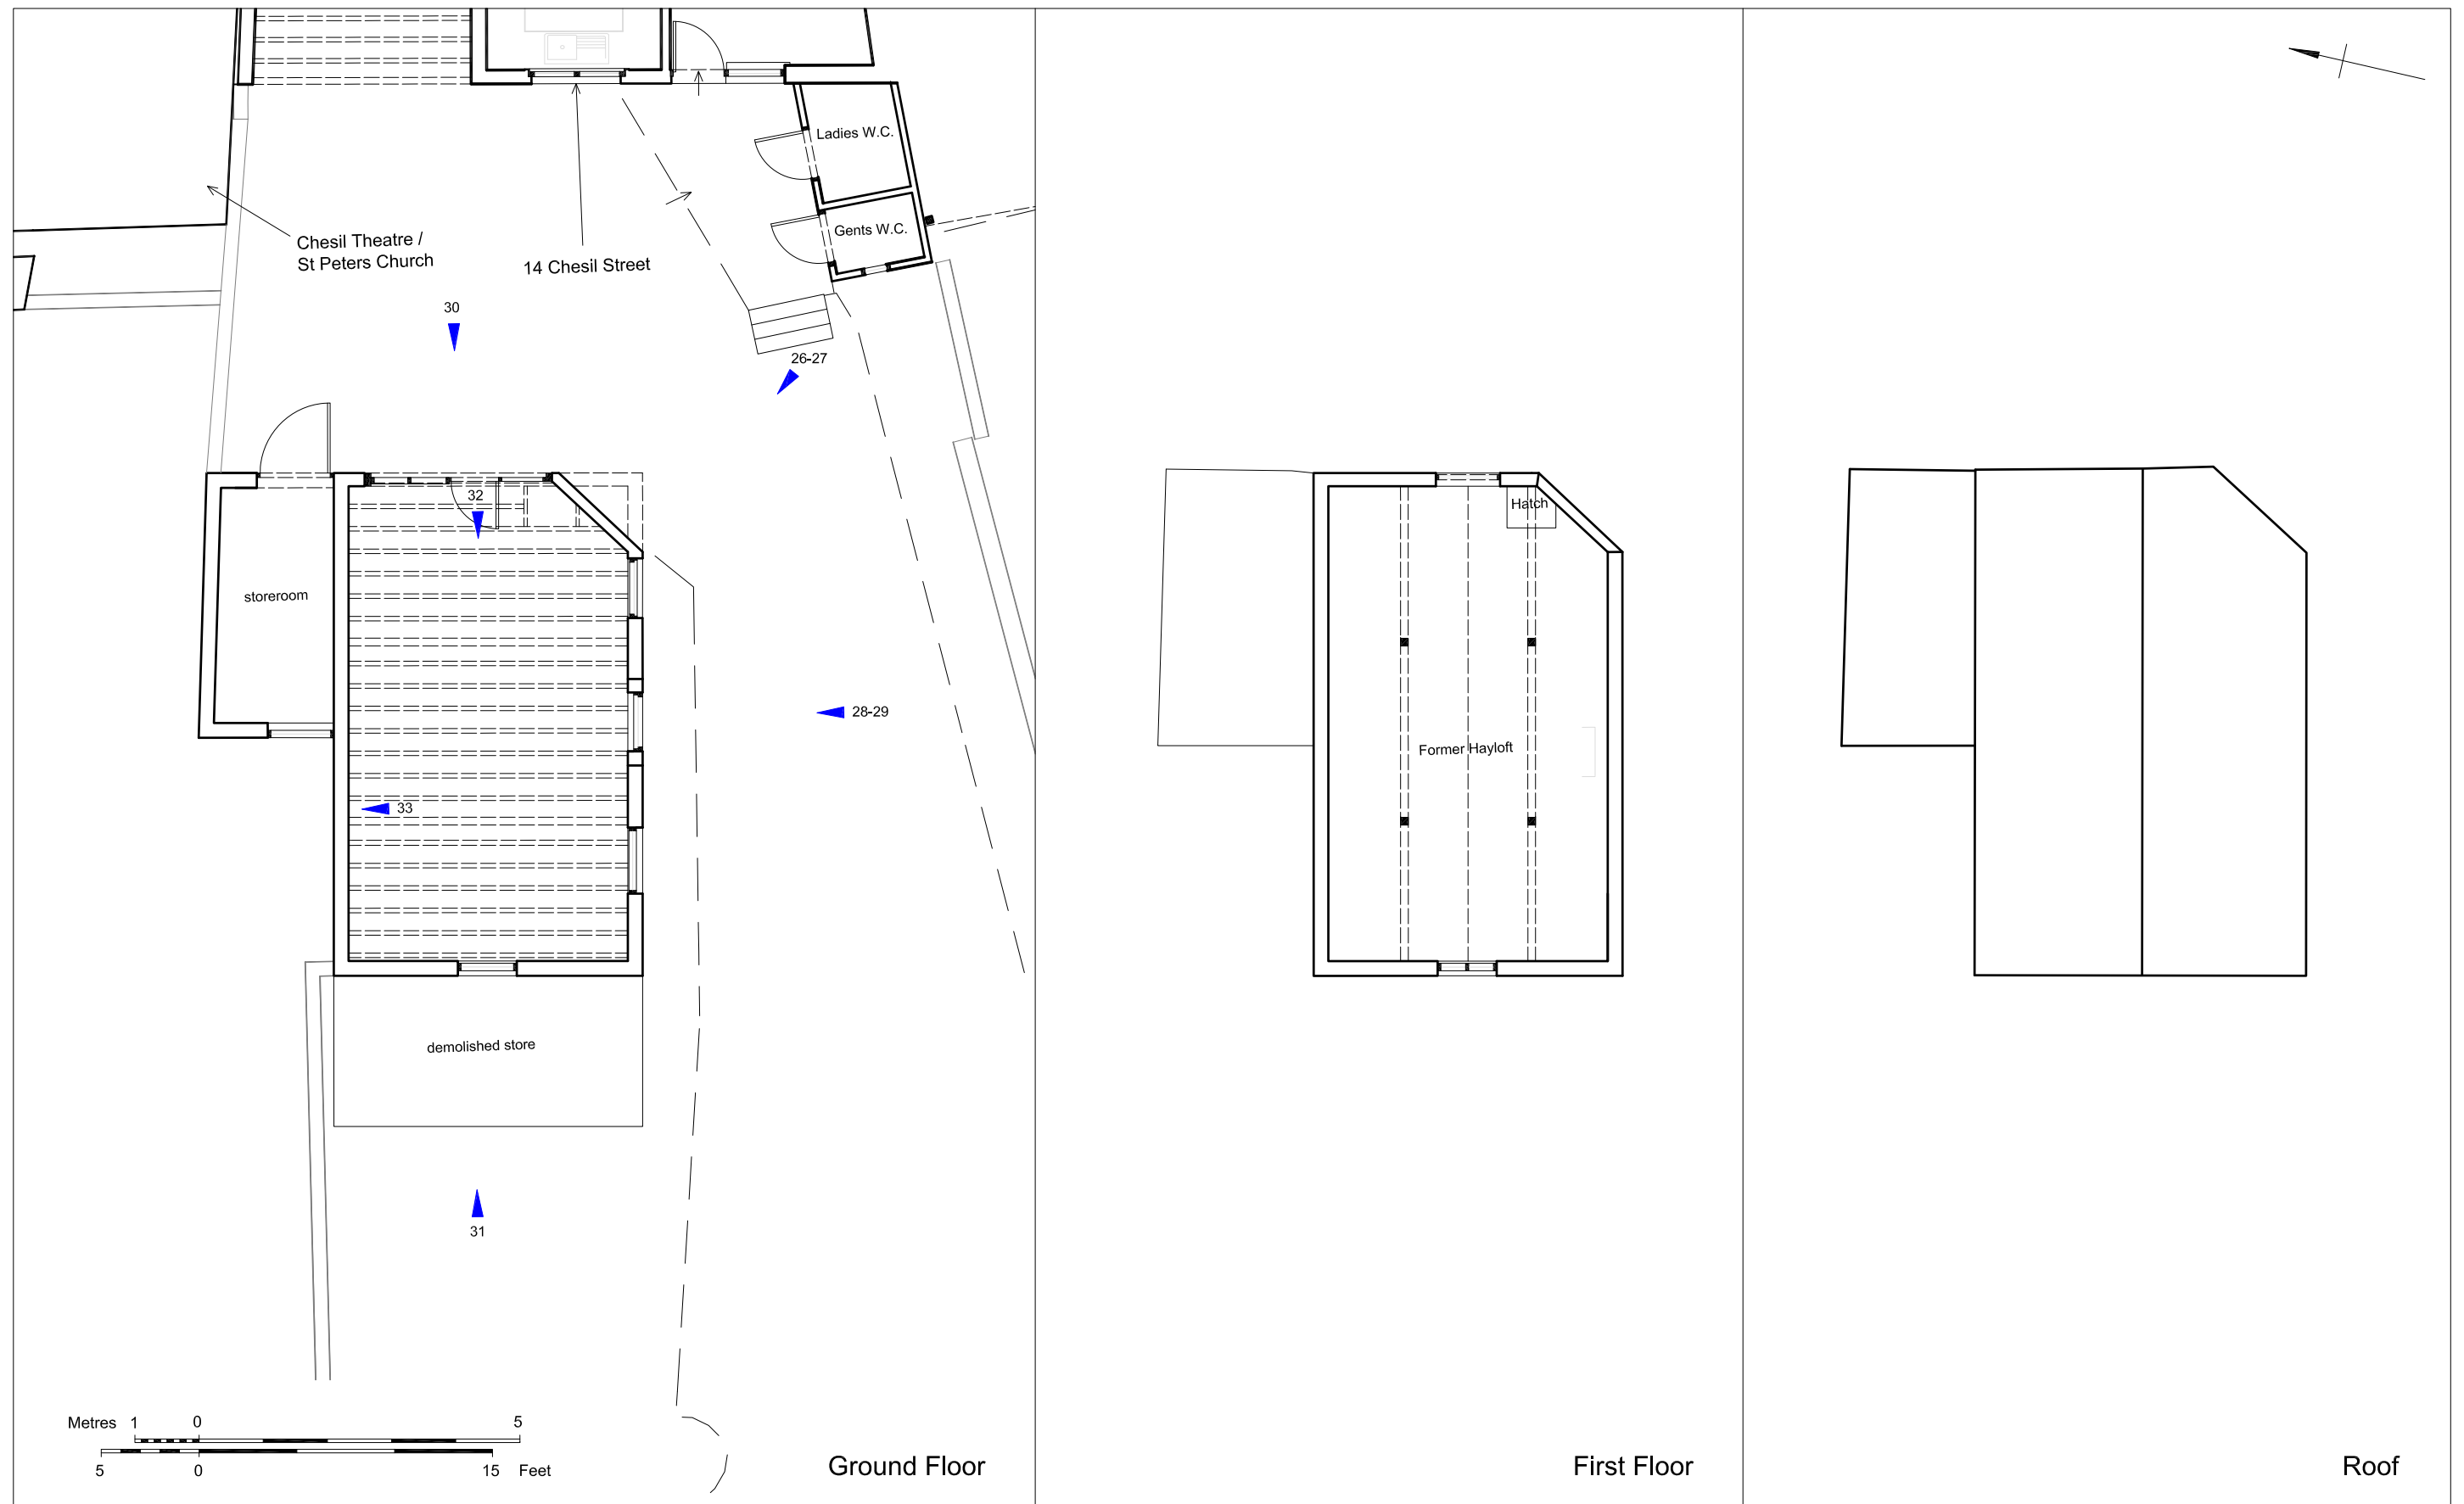 Ladies W.C.
Gents W.C.
Chesil Theatre /
St Peters Church
14 Chesil Street
30
26-27
32
Hatch
storeroom
28-29
Former Hayloft
33
demolished store
31
Metres 1 0 5
5 0 15 Feet
Ground Floor
First Floor
Roof